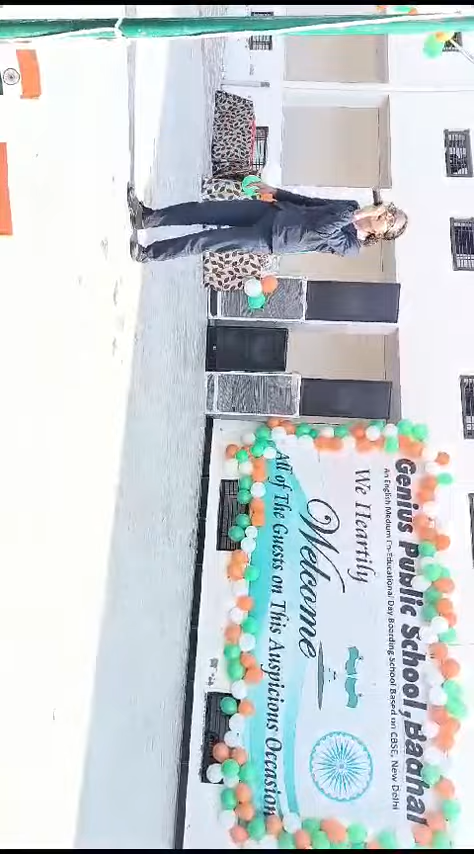 Genius Public School, Badhal
An English Medium Co-Educational Day Boarding School Based on CBSE, New Delhi
We Heartily
Welcome
All of The Guests on This Auspicious Occasion